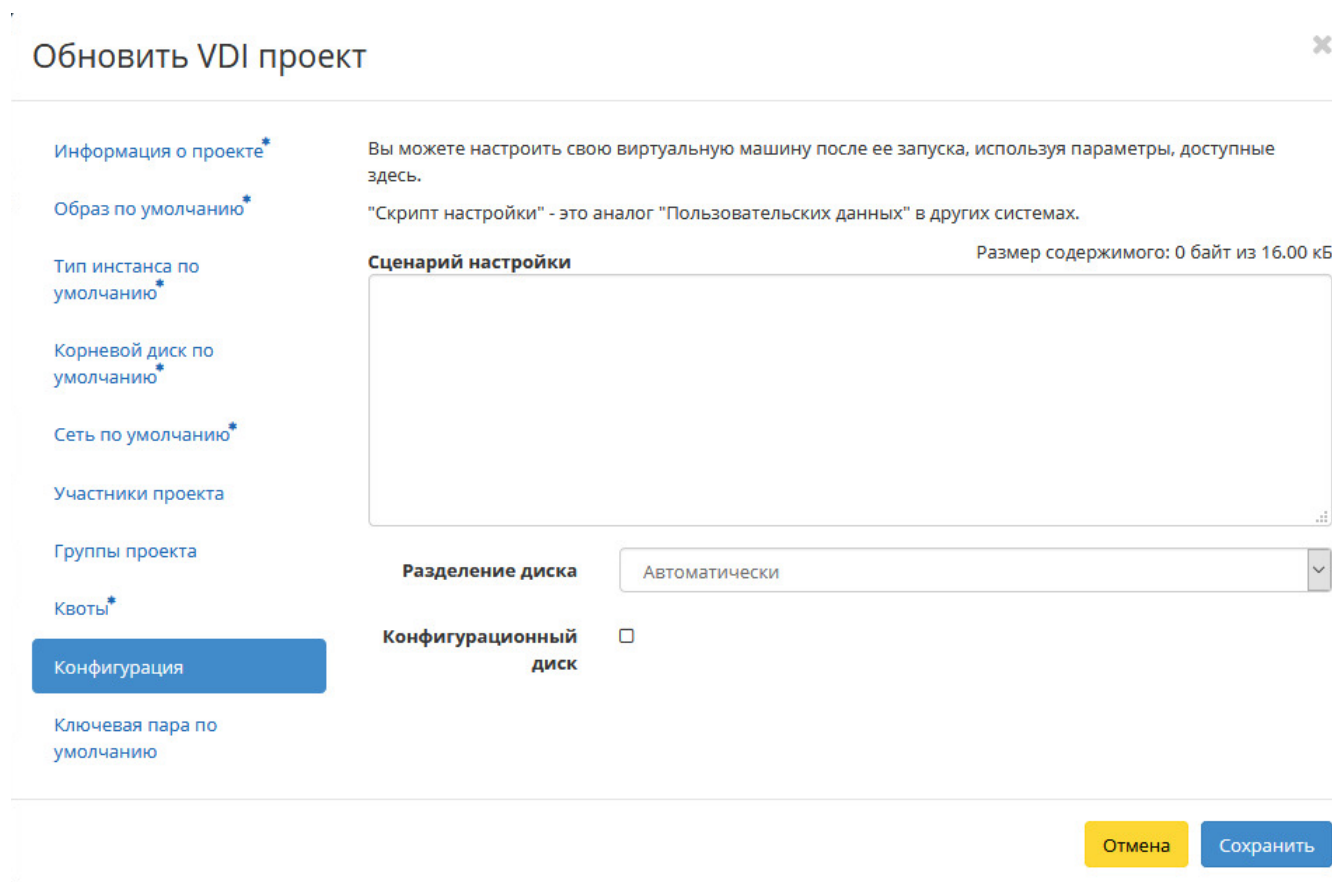 Обновить VDI проект
Информация о проекте*
Образ по умолчанию*
Тип инстанса по
умолчанию*
Корневой диск по
умолчанию*
Сеть по умолчанию*
Участники проекта
Группы проекта
Квоты*
Конфигурация
Ключевая пара по
умолчанию
Вы можете настроить свою виртуальную машину после ее запуска, используя параметры, доступные
здесь.
"Скрипт настройки" - это аналог "Пользовательских данных" в других системах.
Сценарий настройки
Размер содержимого: 0 байт из 16.00 кБ
Разделение диска
Автоматически
Конфигурационный
диск
Отмена
Сохранить